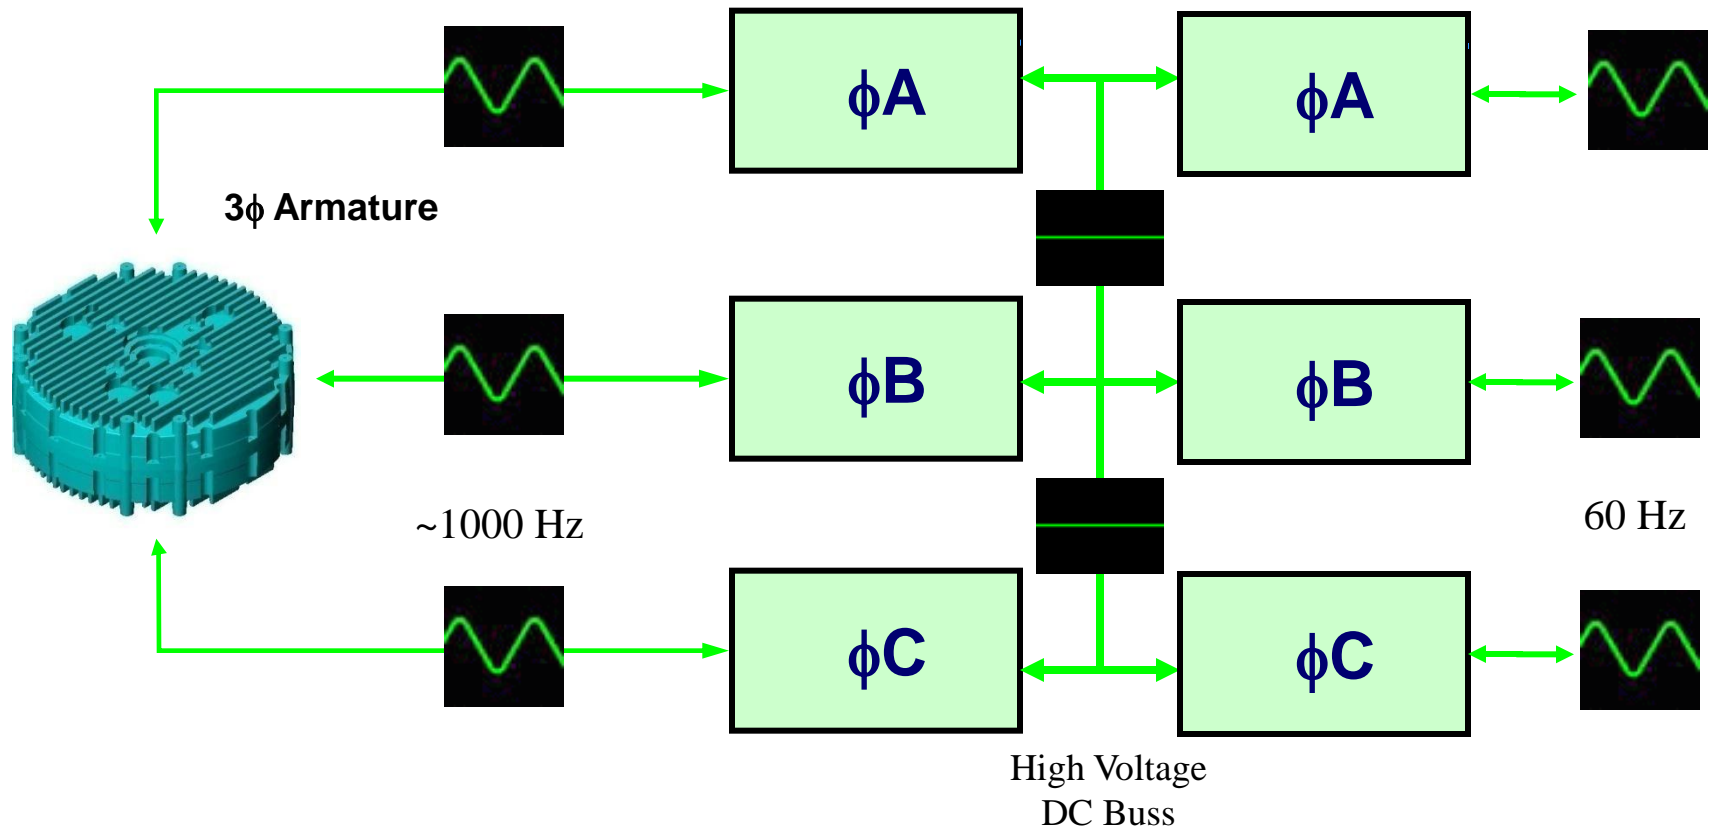 ϕA
ϕA
3ϕ Armature
ϕB
ϕB
~1000 Hz
60 Hz
ϕC
ϕC
High Voltage
DC Buss